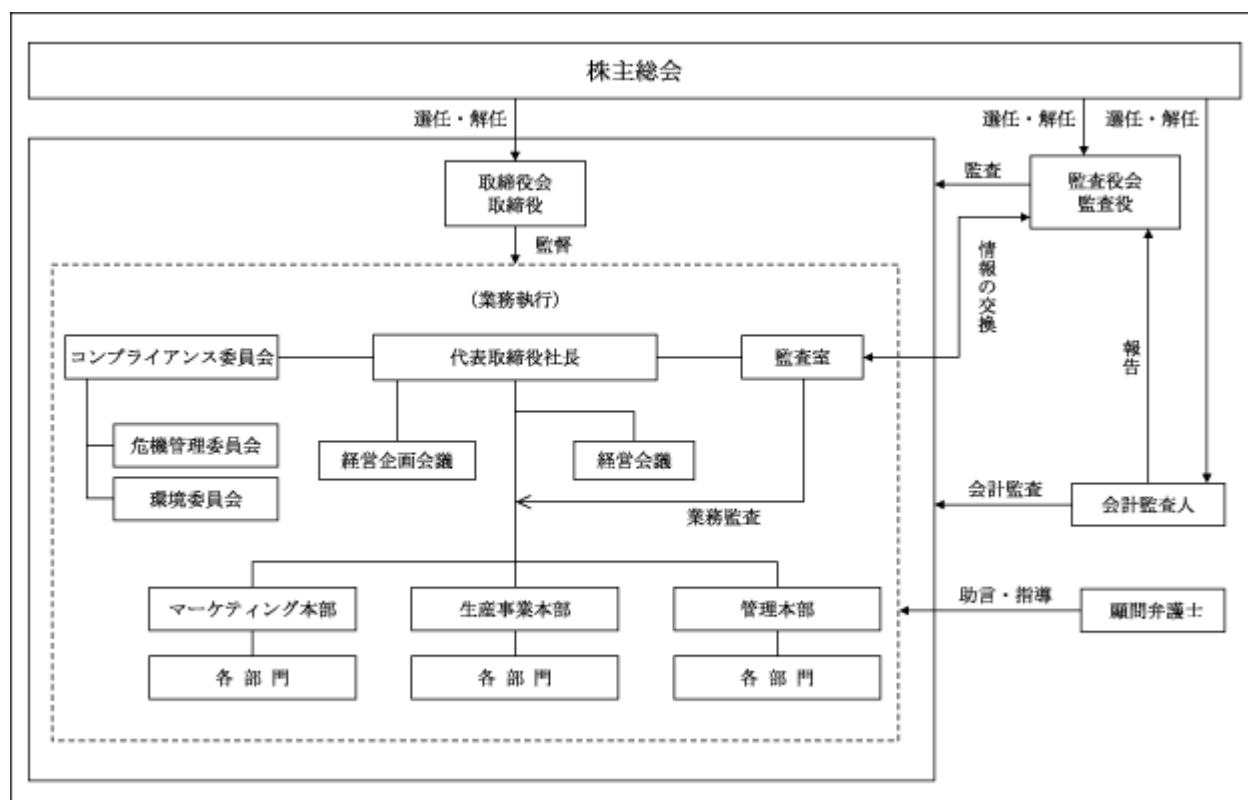 株主総会
選任・解任
選任・解任
選任・解任
取締役会
取締役
監査
監査役会
監査役
監督
情報の交換
(業務執行)
コンプライアンス委員会
代表取締役社長
監査室
報告
危機管理委員会
経営企画会議
経営会議
環境委員会
業務監査
会計監査
会計監査人
マーケティング本部
生産事業本部
管理本部
助言・指導
顧問弁護士
各 部 門
各 部 門
各 部 門